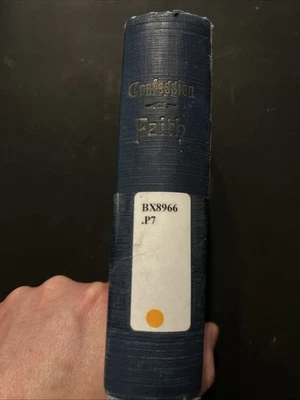 Confession
of
Faith
BX8966
.P7